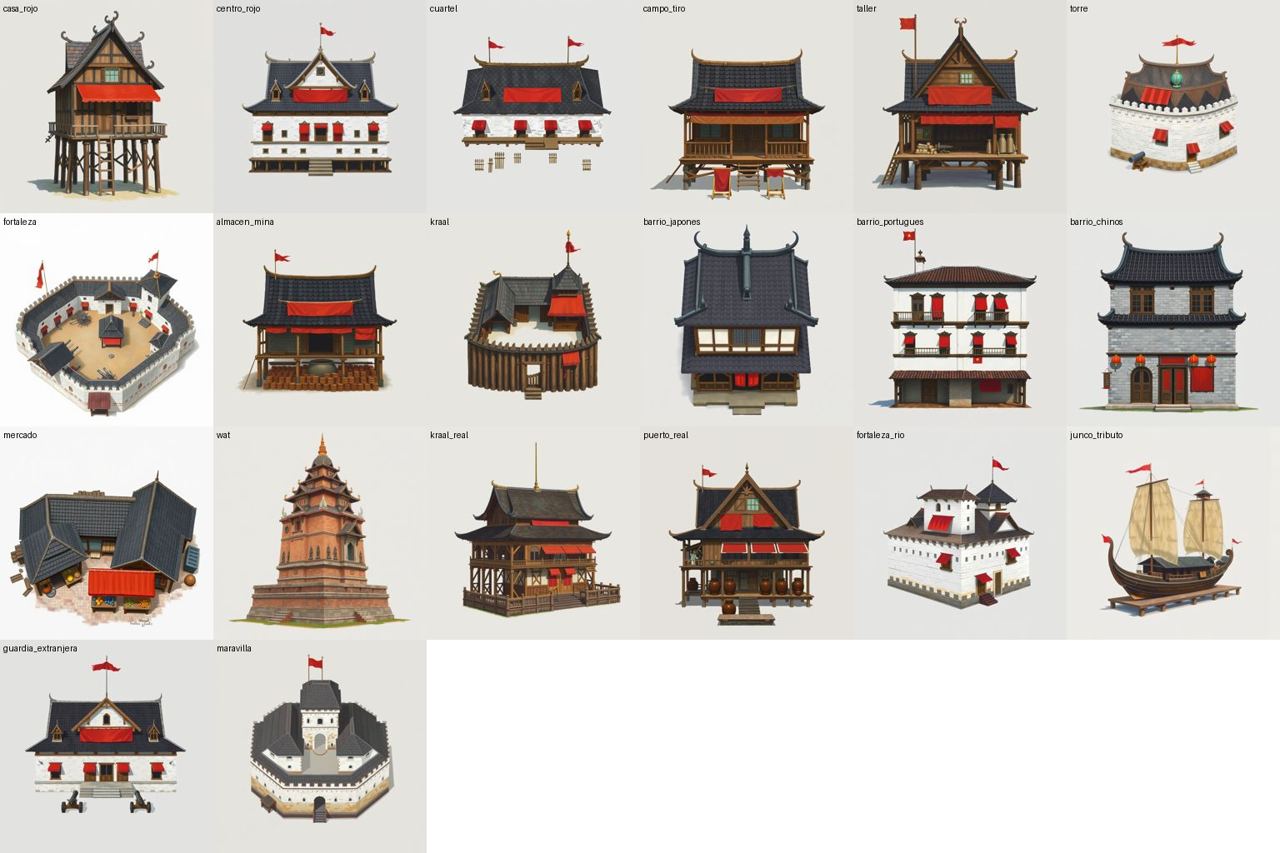 casa_rojo
centro_rojo
cuartel
campo_tiro
taller
torre
fortaleza
almacen_mina
kraal
barrio_japones
barrio_portugues
barrio_chinos
mercado
wat
kraal_real
puerto_real
fortaleza_rio
junco_tributo
guardia_extranjera
maravilla